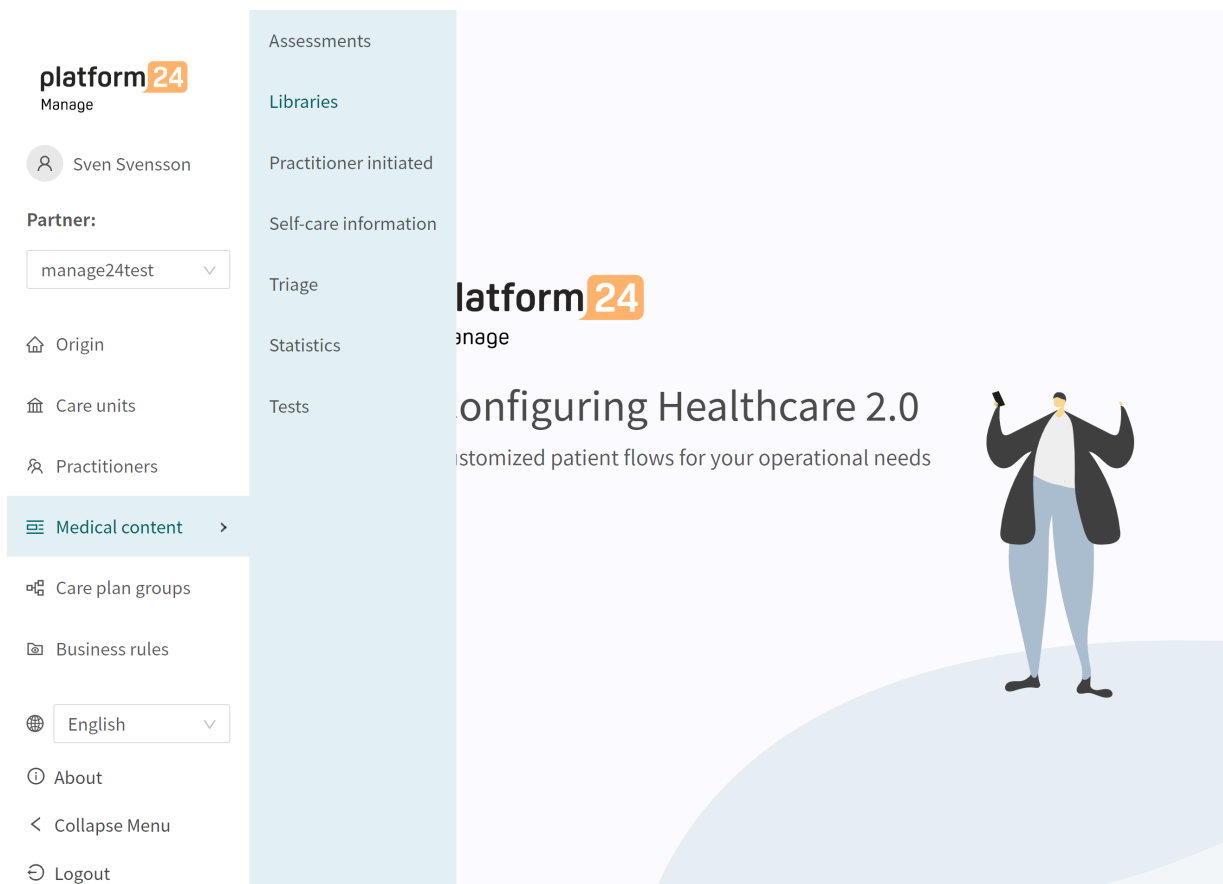 platform24
Manage
Sven Svensson
Partner:
manage24test
Origin
Care units
Practitioners
Medical content
Care plan groups
Business rules
English
About
Collapse Menu
Logout
Assessments
Libraries
Practitioner initiated
Self-care information
Triage
Statistics
Tests
latform24
anage
onfiguring Healthcare 2.0
stomized patient flows for your operational needs